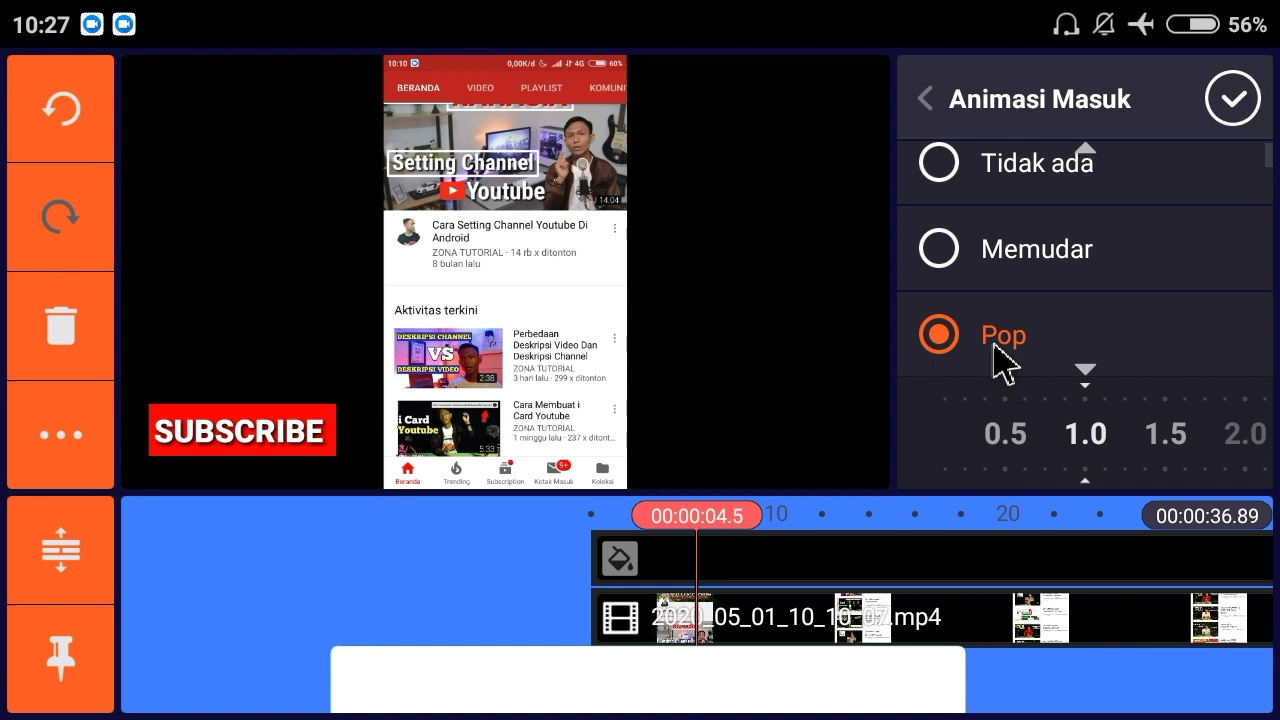 10:27
56%
10:10
0,00K/d
4G
60%
BERANDA
VIDEO
PLAYLIST
KOMUNI
Setting Channel
Youtube
14.04
Cara Setting Channel Youtube Di
Android
ZONA TUTORIAL · 14 rb x ditonton
8 bulan lalu
Aktivitas terkini
DESKRIPSI CHANNEL
VS
DESKRIPSI VIDEO
2:38
Perbedaan
Deskripsi Video Dan
Deskripsi Channel
ZONA TUTORIAL
3 hari lalu · 299 x ditonton
i Card
Youtube
5.33
Cara Membuat i
Card Youtube
ZONA TUTORIAL
1 minggu lalu · 237 x ditont...
9+
Beranda
Trending
Subscription
Kotak Masuk
Koleksi
SUBSCRIBE
Animasi Masuk
Tidak ada
Memudar
Pop
0.5
1.0
1.5
2.0
00:00:04.5
10
20
00:00:36.89
2020_05_01_10_10_07.mp4